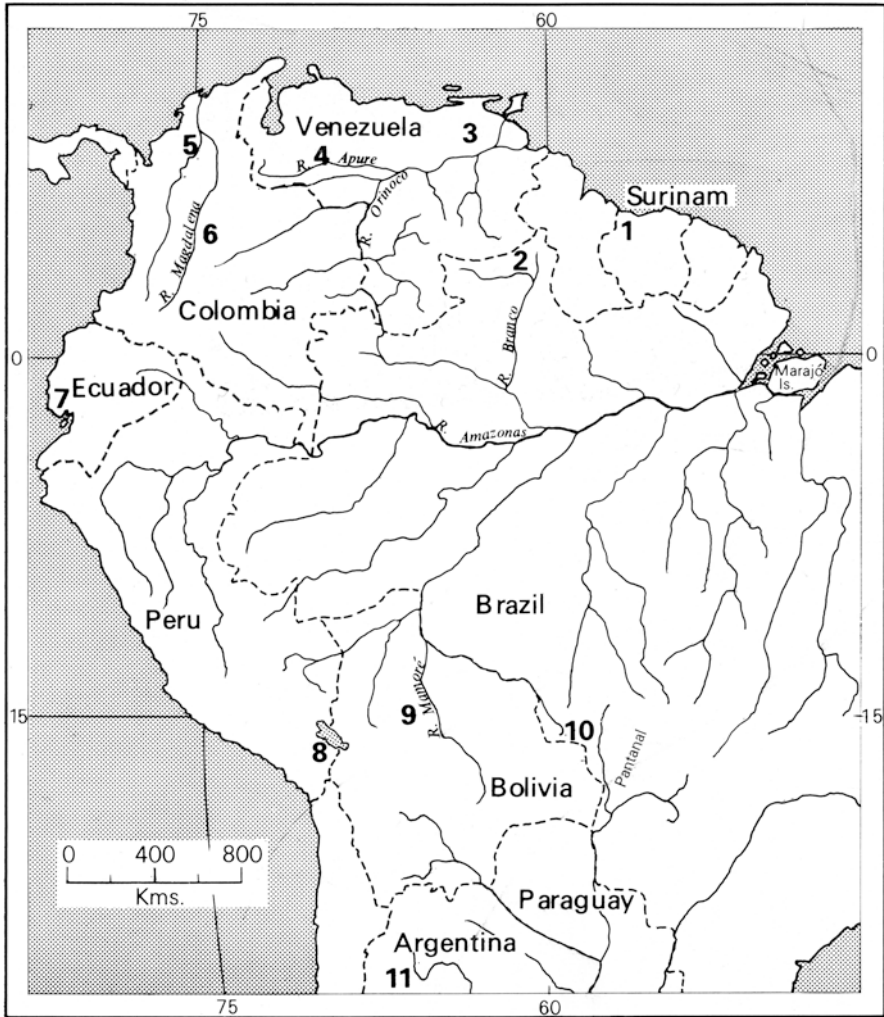 75
60
Venezuela
3
5
4
R. Apure
R. Orinoco
Surinam
1
R. Magdalena
6
2
Colombia
R. Branco
0
0
Marajó
Is.
7
Ecuador
R. Amazonas
Peru
Brazil
9
R. Mamoré
15
-15
10
8
Pantanal
Bolivia
0 400 800
Kms.
Paraguay
Argentina
11
75
60